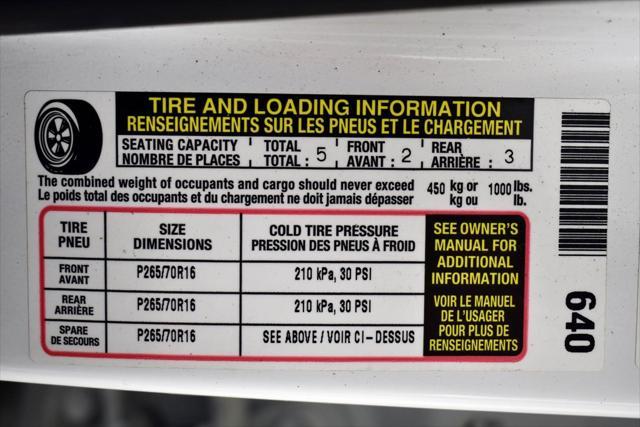 TIRE AND LOADING INFORMATION
RENSEIGNEMENTS SUR LES PNEUS ET LE CHARGEMENT
SEATING CAPACITY TOTAL FRONT REAR
NOMBRE DE PLACES TOTAL : 5 AVANT : 2 ARRIÈRE : 3
The combined weight of occupants and cargo should never exceed 450 kg or 1000 lbs.
Le poids total des occupants et du chargement ne doit jamais dépasser kg ou lb.
TIRE SIZE COLD TIRE PRESSURE
PNEU DIMENSIONS PRESSION DES PNEUS À FROID
FRONT
AVANT P265/70R16 210 kPa, 30 PSI
REAR
ARRIÈRE P265/70R16 210 kPa, 30 PSI
SPARE
DE SECOURS P265/70R16 SEE ABOVE / VOIR CI-DESSUS
SEE OWNER'S
MANUAL FOR
ADDITIONAL
INFORMATION
VOIR LE MANUEL
DE L'USAGER
POUR PLUS DE
RENSEIGNEMENTS
640